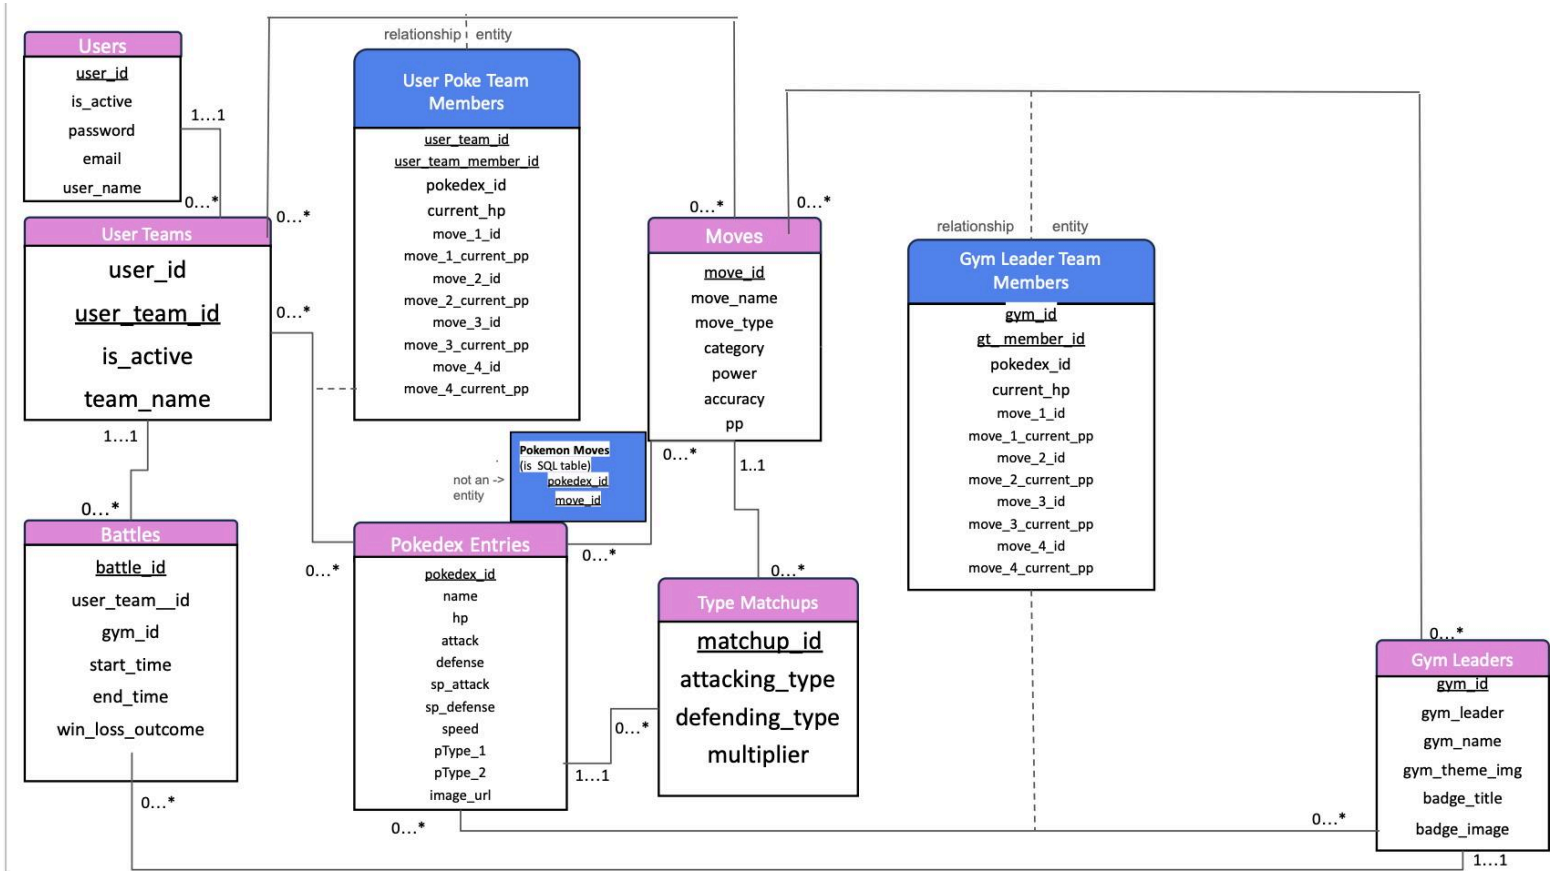 relationship entity
Users
user_id
is_active
password
email
user_name
1...1
0...*
User Poke Team
Members
user_team_id
user_team_member_id
pokedex_id
current_hp
move_1_id
move_1_current_pp
move_2_id
move_2_current_pp
move_3_id
move_3_current_pp
move_4_id
move_4_current_pp
0...*
User Teams
user_id
user_team_id
is_active
team_name
0...*
1...1
0...*
0...*
0...*
Moves
move_id
move_name
move_type
category
power
accuracy
pp
0...*
1..1
relationship entity
Gym Leader Team
Members
gym_id
gt_ member_id
pokedex_id
current_hp
move_1_id
move_1_current_pp
move_2_id
move_2_current_pp
move_3_id
move_3_current_pp
move_4_id
move_4_current_pp
Pokemon Moves
(is SQL table)
pokedex_id
move_id
not an ->
entity
Battles
battle_id
user_team__id
gym_id
start_time
end_time
win_loss_outcome
0...*
0...*
Pokedex Entries
pokedex_id
name
hp
attack
defense
sp_attack
sp_defense
speed
pType_1
pType_2
image_url
0...*
1...1
0...*
0...*
0...*
Type Matchups
matchup_id
attacking_type
defending_type
multiplier
0...*
Gym Leaders
gym_id
gym_leader
gym_name
gym_theme_img
badge_title
badge_image
0...*
1...1